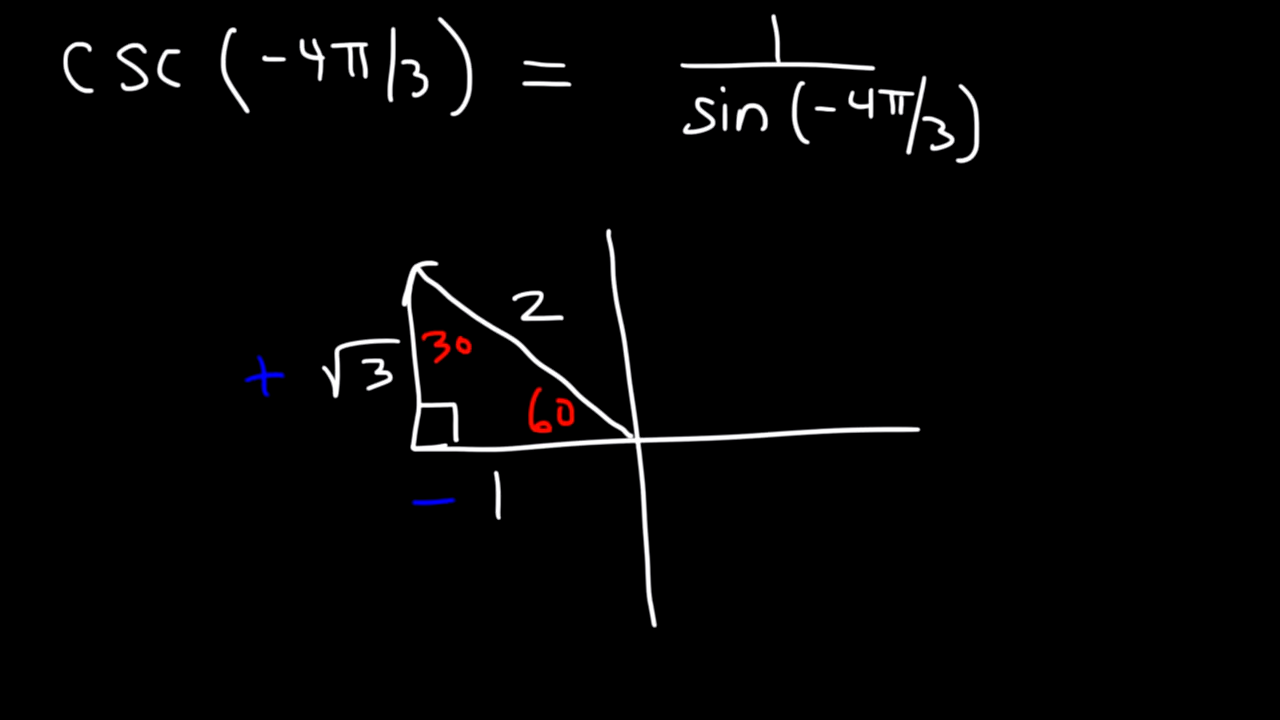 csc(-4π/3) = 1/sin(-4π/3)
2
+ √3 30
60
- 1